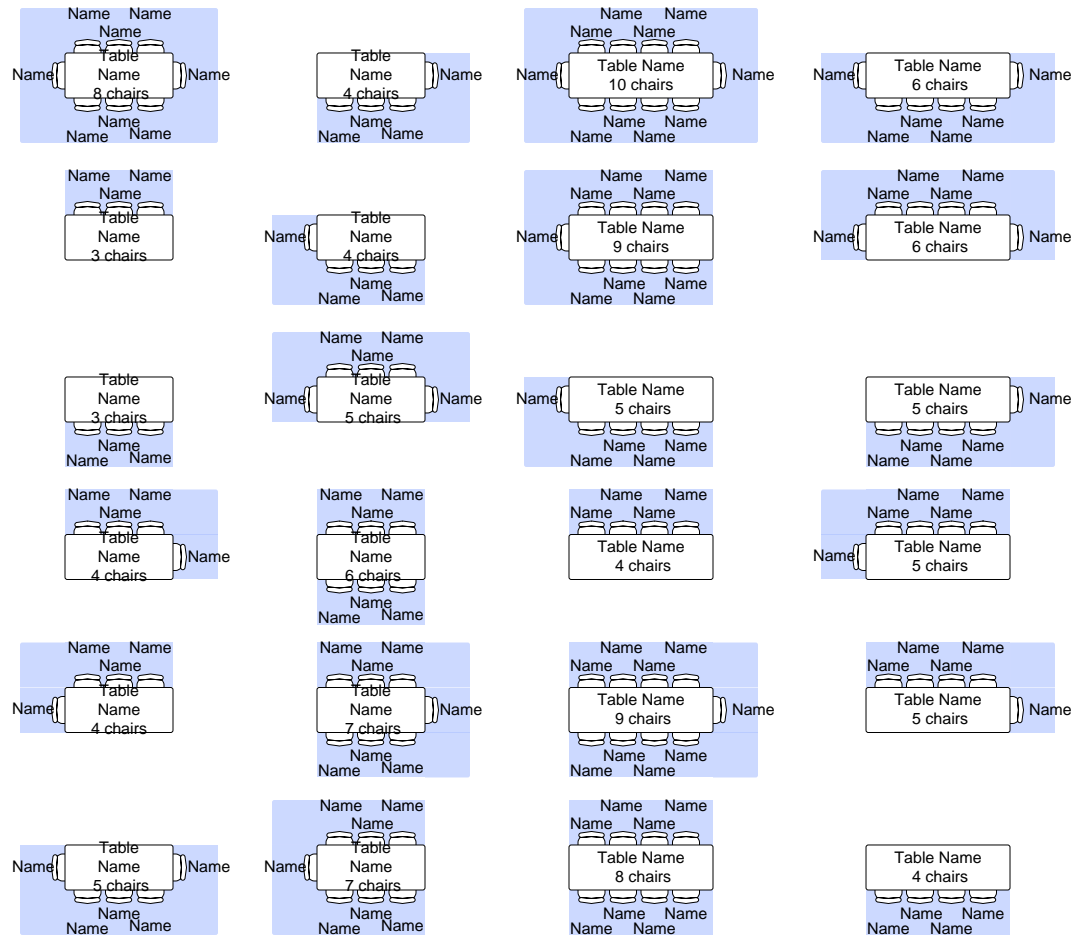 Name Name
Name
Name Table Name
Name
8 chairs
Name
Name Name
Table
Name Name
4 chairs
Name
Name Name
Name Name
Name Name
Name Table Name Name
10 chairs
Name Name
Name Name
Name Table Name Name
6 chairs
Name Name
Name Name
Name Name
Name
Table
Name
3 chairs
Table
Name Name
4 chairs
Name
Name Name
Name Name
Name Name
Name Table Name
9 chairs
Name Name
Name Name
Name Name
Name Name
Name Table Name Name
6 chairs
Table
Name
3 chairs
Name
Name Name
Name Name
Name
Table
Name Name Name
5 chairs
Name Table Name
5 chairs
Name Name
Name Name
Table Name Name
5 chairs
Name Name
Name Name
Name Name
Name
Table
Name Name
4 chairs
Name Name
Name
Table
Name
6 chairs
Name
Name Name
Name Name
Name Name
Table Name
4 chairs
Name Name
Name Name
Name Table Name
5 chairs
Name Name
Name
Table
Name Name
4 chairs
Name Name
Name
Table
Name Name
7 chairs
Name
Name Name
Name Name
Name Name
Table Name Name
9 chairs
Name Name
Name Name
Name Name
Name Name
Table Name Name
5 chairs
Table
Name Name Name
5 chairs
Name
Name Name
Name Name
Name
Table
Name Name
7 chairs
Name
Name Name
Name Name
Name Name
Table Name
8 chairs
Name Name
Name Name
Table Name
4 chairs
Name Name
Name Name